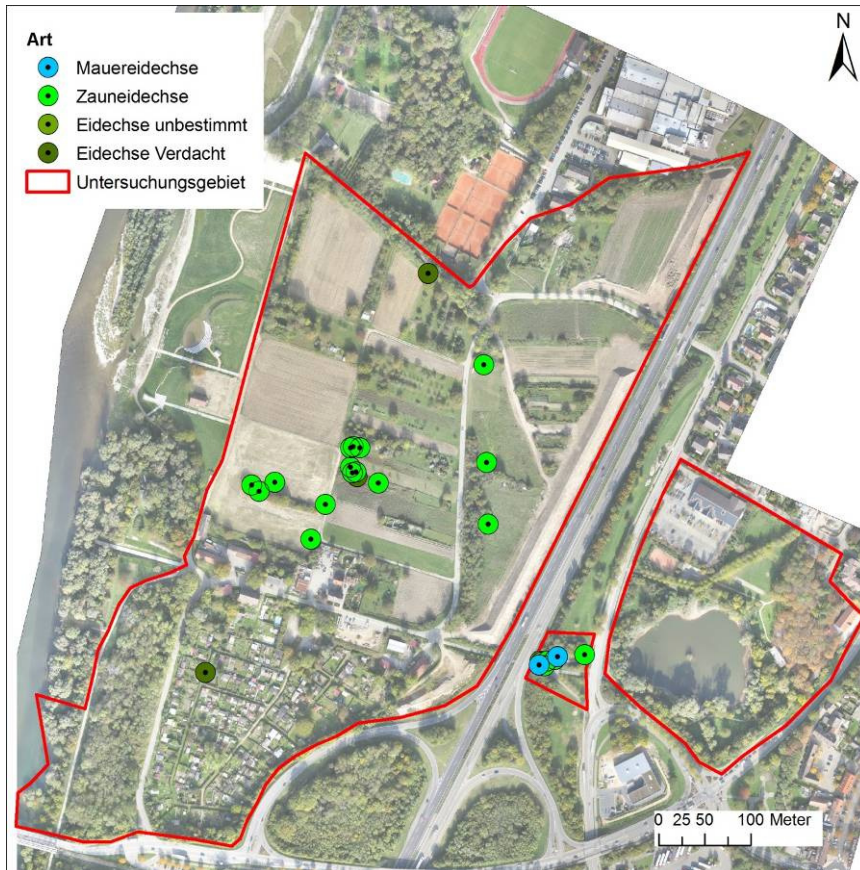 Art
Mauereidechse
Zauneidechse
Eidechse unbestimmt
Eidechse Verdacht
Untersuchungsgebiet
N
0 25 50 100 Meter